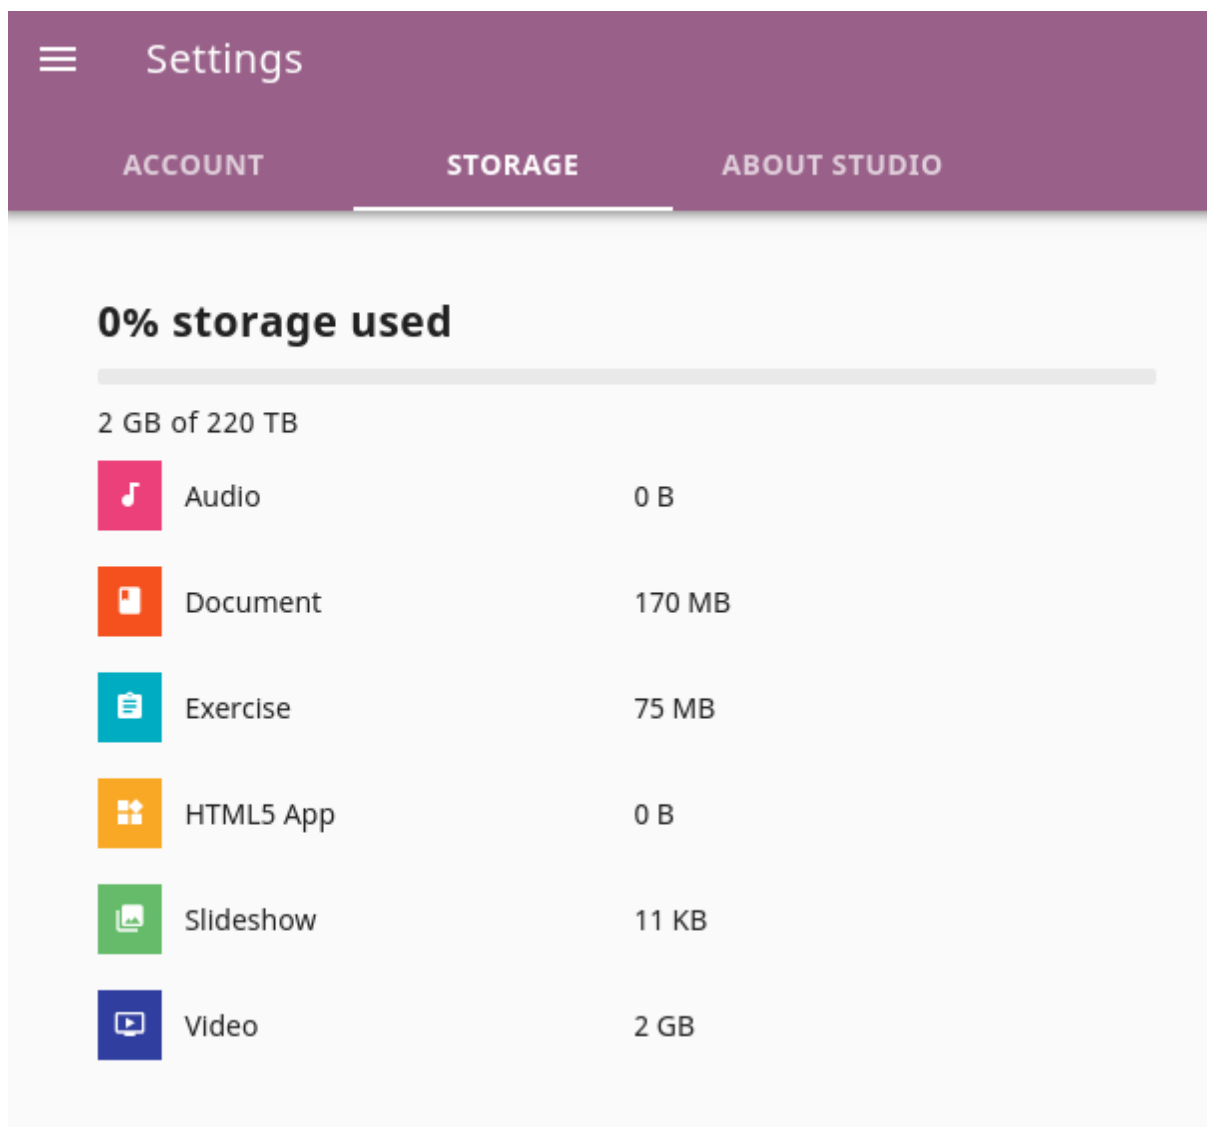 Settings
ACCOUNT STORAGE ABOUT STUDIO
0% storage used
2 GB of 220 TB
Audio 0 B
Document 170 MB
Exercise 75 MB
HTML5 App 0 B
Slideshow 11 KB
Video 2 GB